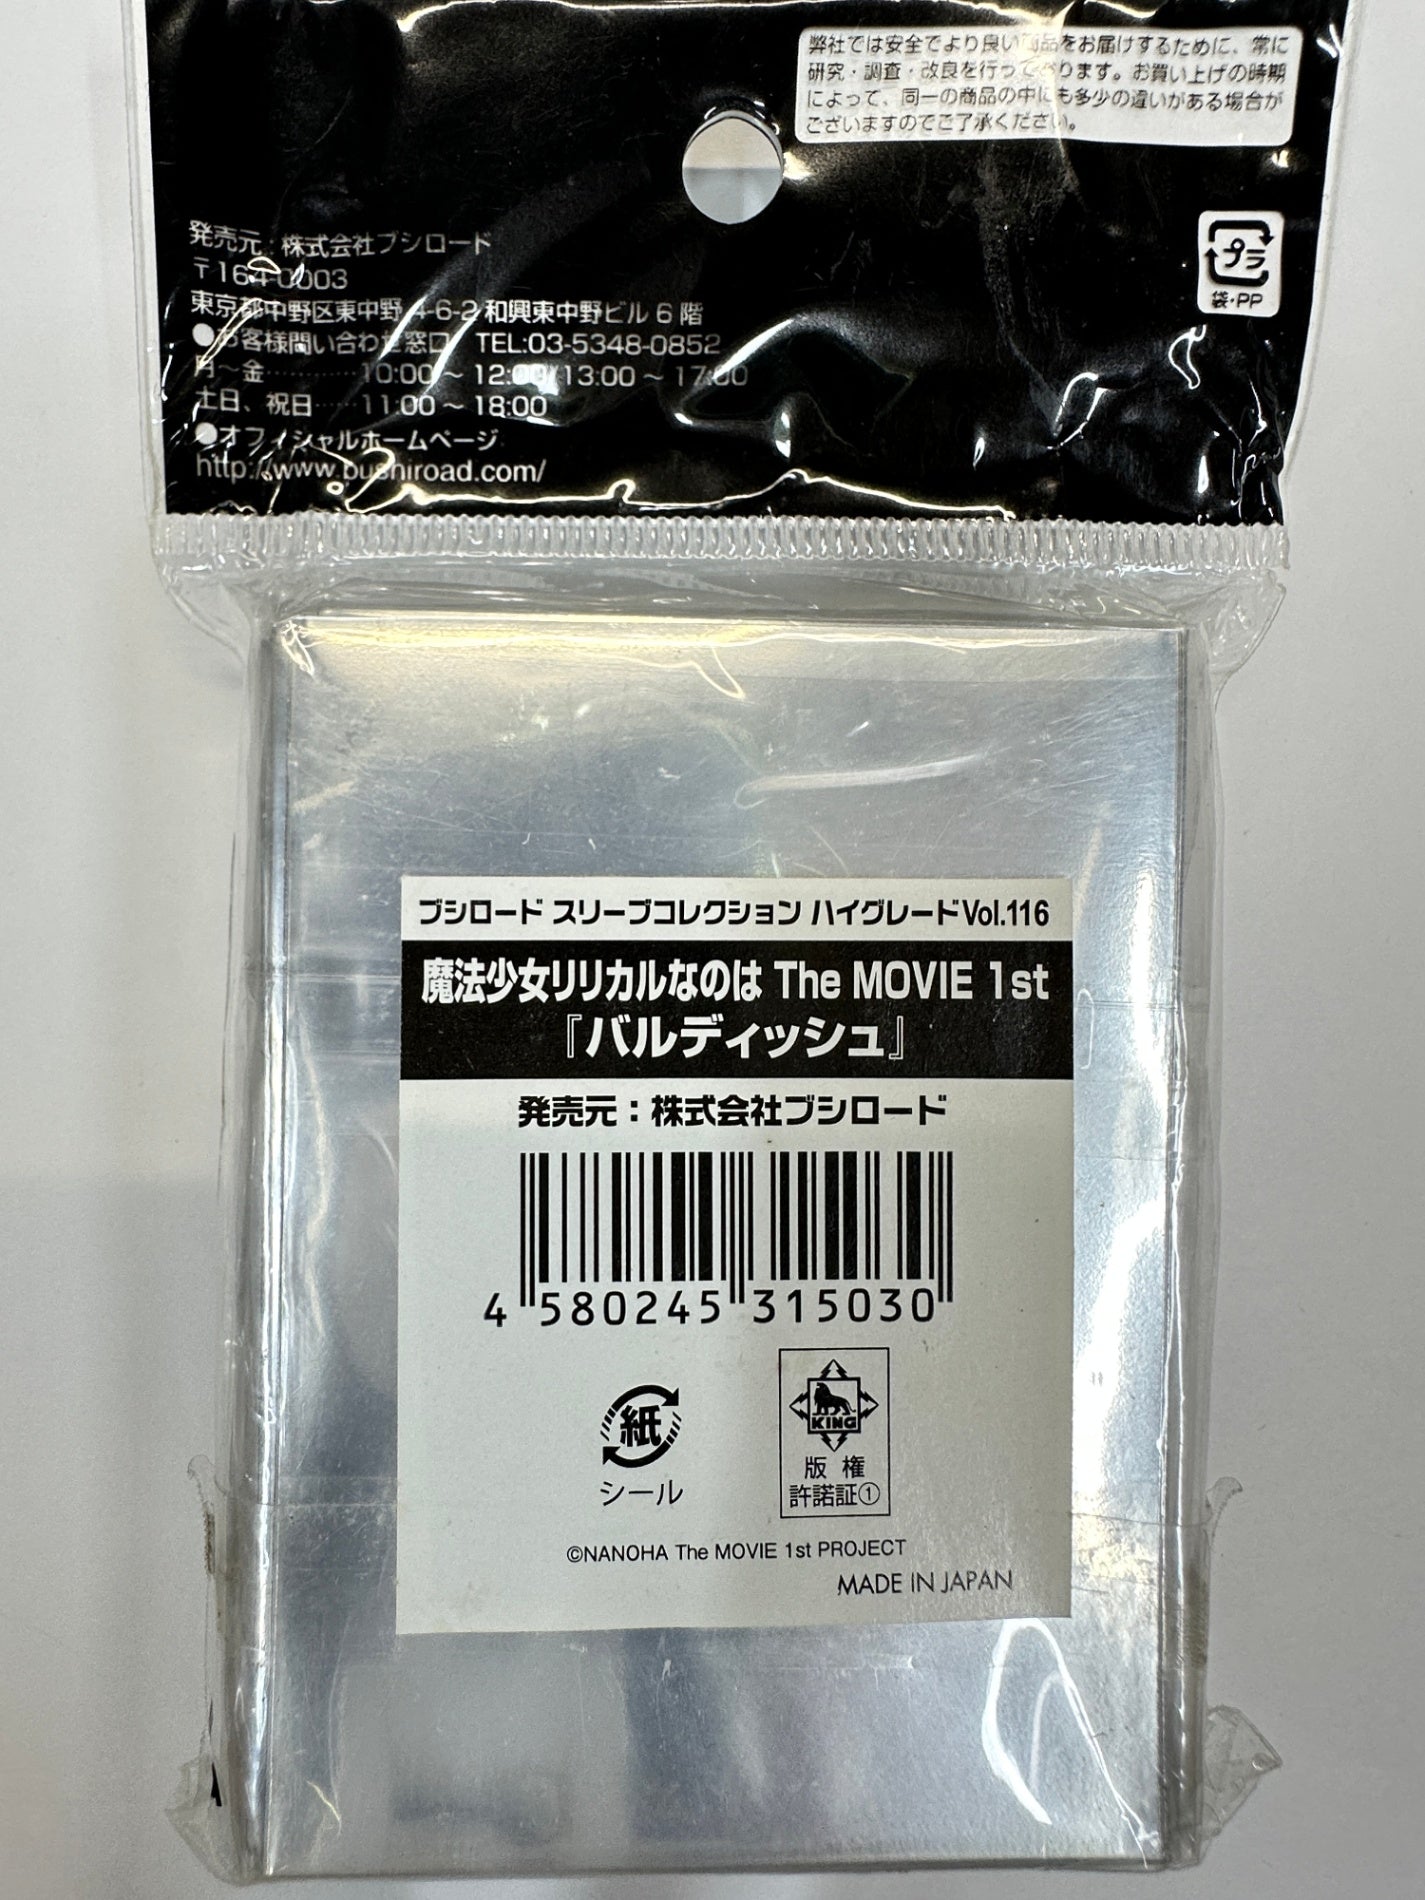 弊社では安全でより良い商品をお届けするために、常に
研究・調査・改良を行っております。お買い上げの時期
によって、同一の商品の中にも多少の違いがある場合が
ございますのでご了承ください。
プラ
袋・PP
発売元：株式会社ブシロード
〒164-0003
東京都中野区東中野 4-6-2 和興東中野ビル 6 階
●お客様問い合わせ窓口 TEL:03-5348-0852
月～金…………10:00 ～ 12:00/13:00 ～ 17:00
土日、祝日……11:00 ～ 18:00
●オフィシャルホームページ
http://www.bushiroad.com/
ブシロード スリーブコレクション ハイグレードVol.116
魔法少女リリカルなのは The MOVIE 1st
『バルディッシュ』
発売元：株式会社ブシロード
4 580245 315030
紙
シール
KING
版権
許諾証①
©NANOHA The MOVIE 1st PROJECT
MADE IN JAPAN